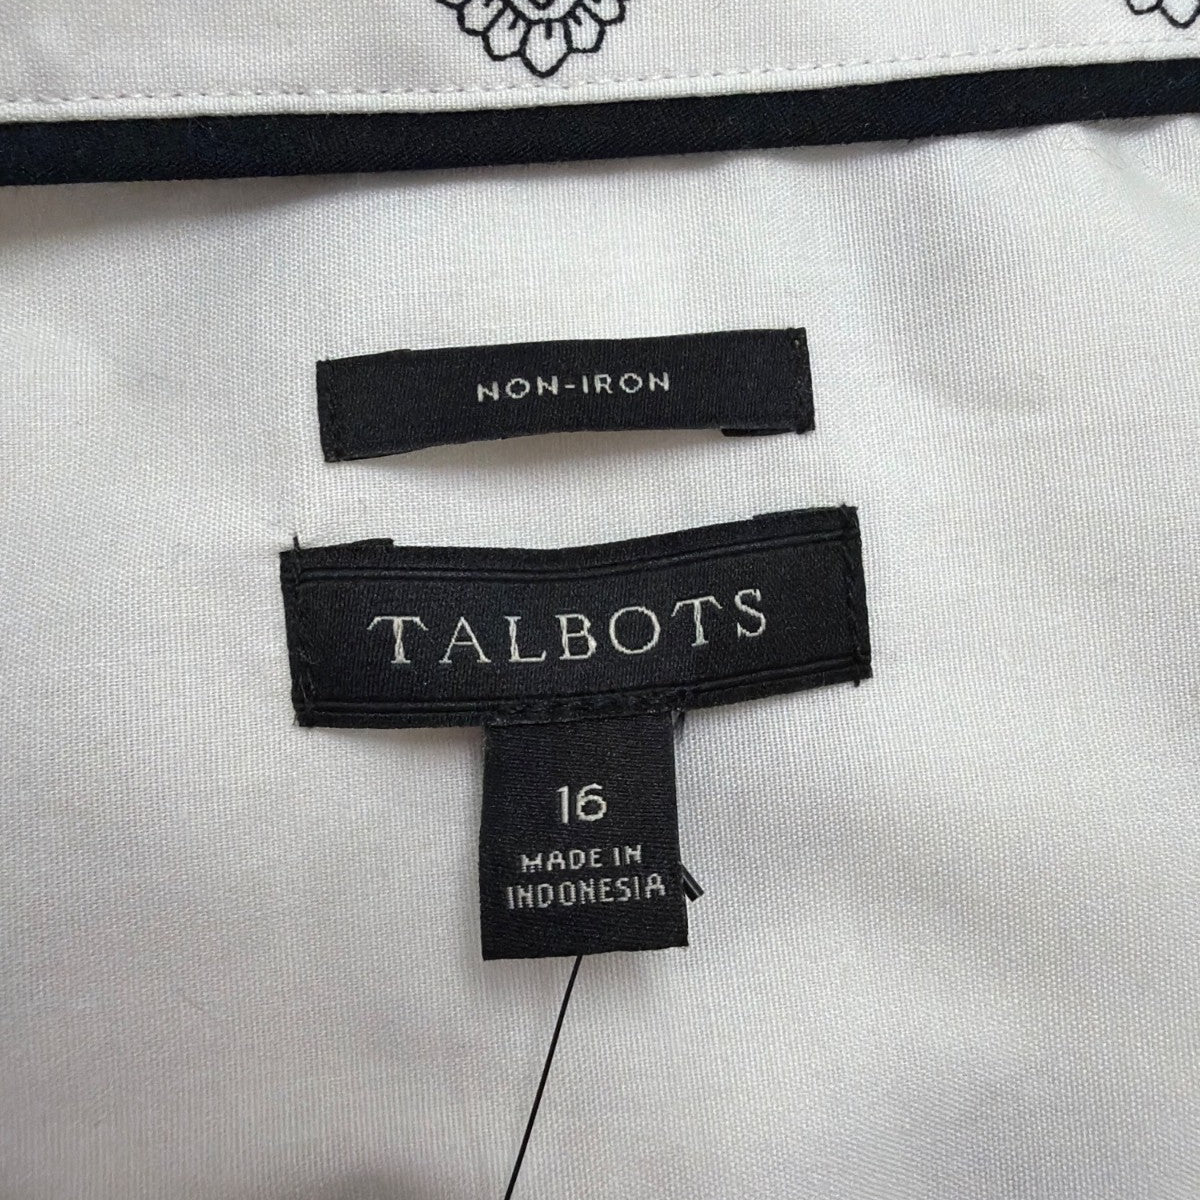 NON-IRON
TALBOTS
16
MADE IN
INDONESIA